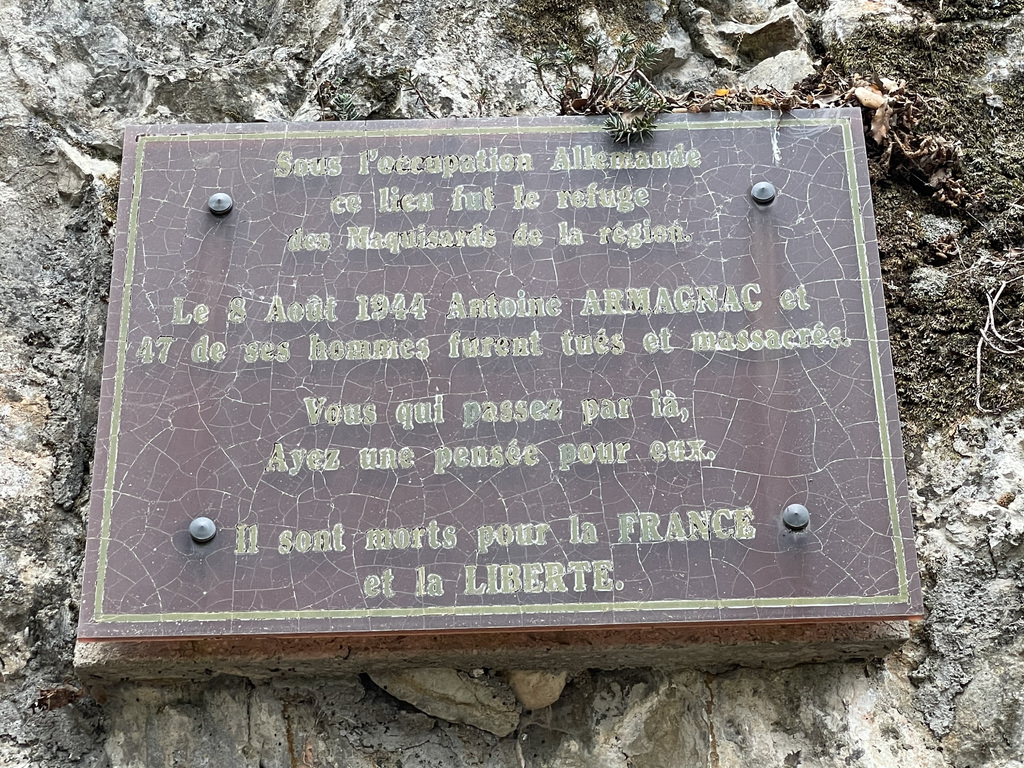 Sous l'occupation Allemande
ce lieu fut le refuge
des Maquisards de la région.
Le 8 Août 1944 Antoine ARMAGNAC et
47 de ses hommes furent tués et massacrés.
Vous qui passez par là,
Ayez une pensée pour eux.
Il sont morts pour la FRANCE
et la LIBERTE.